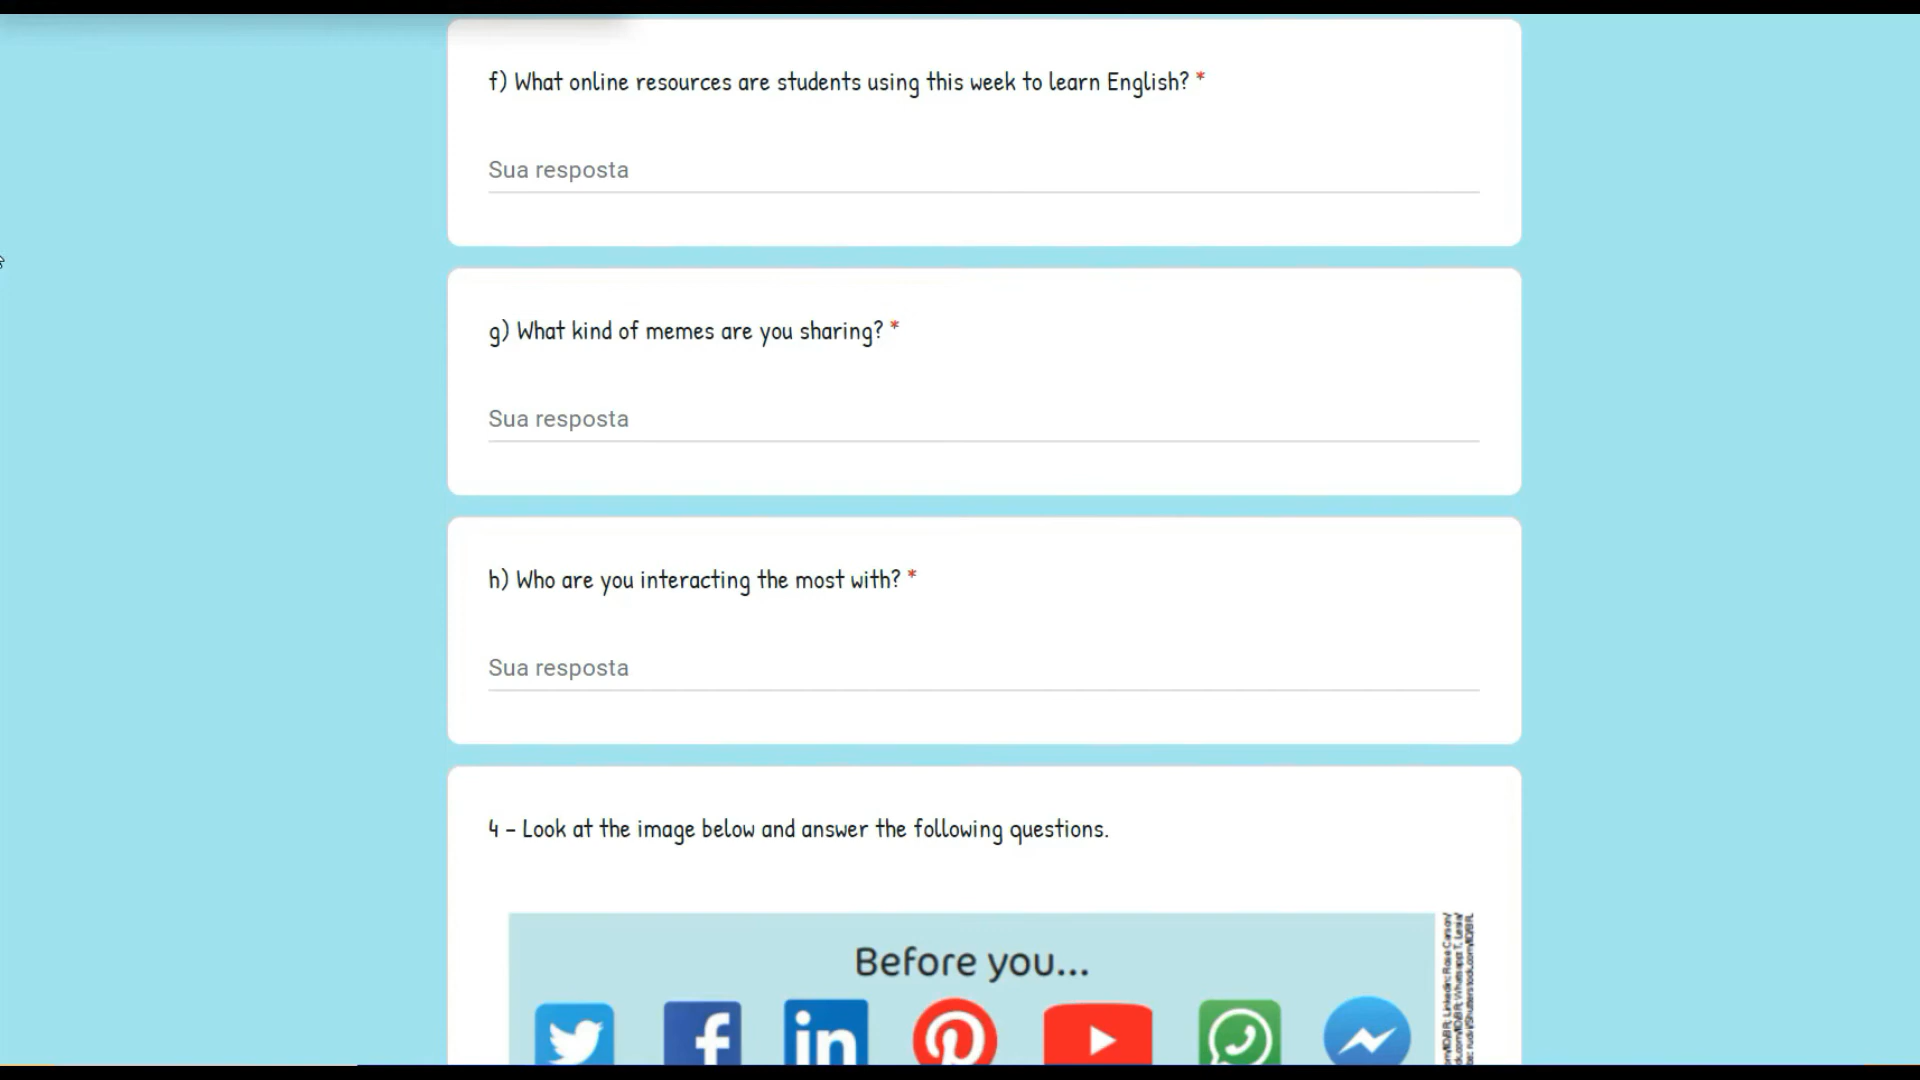 f) What online resources are students using this week to learn English? *
Sua resposta
g) What kind of memes are you sharing? *
Sua resposta
h) Who are you interacting the most with? *
Sua resposta
4 - Look at the image below and answer the following questions.
Before you...
f
in